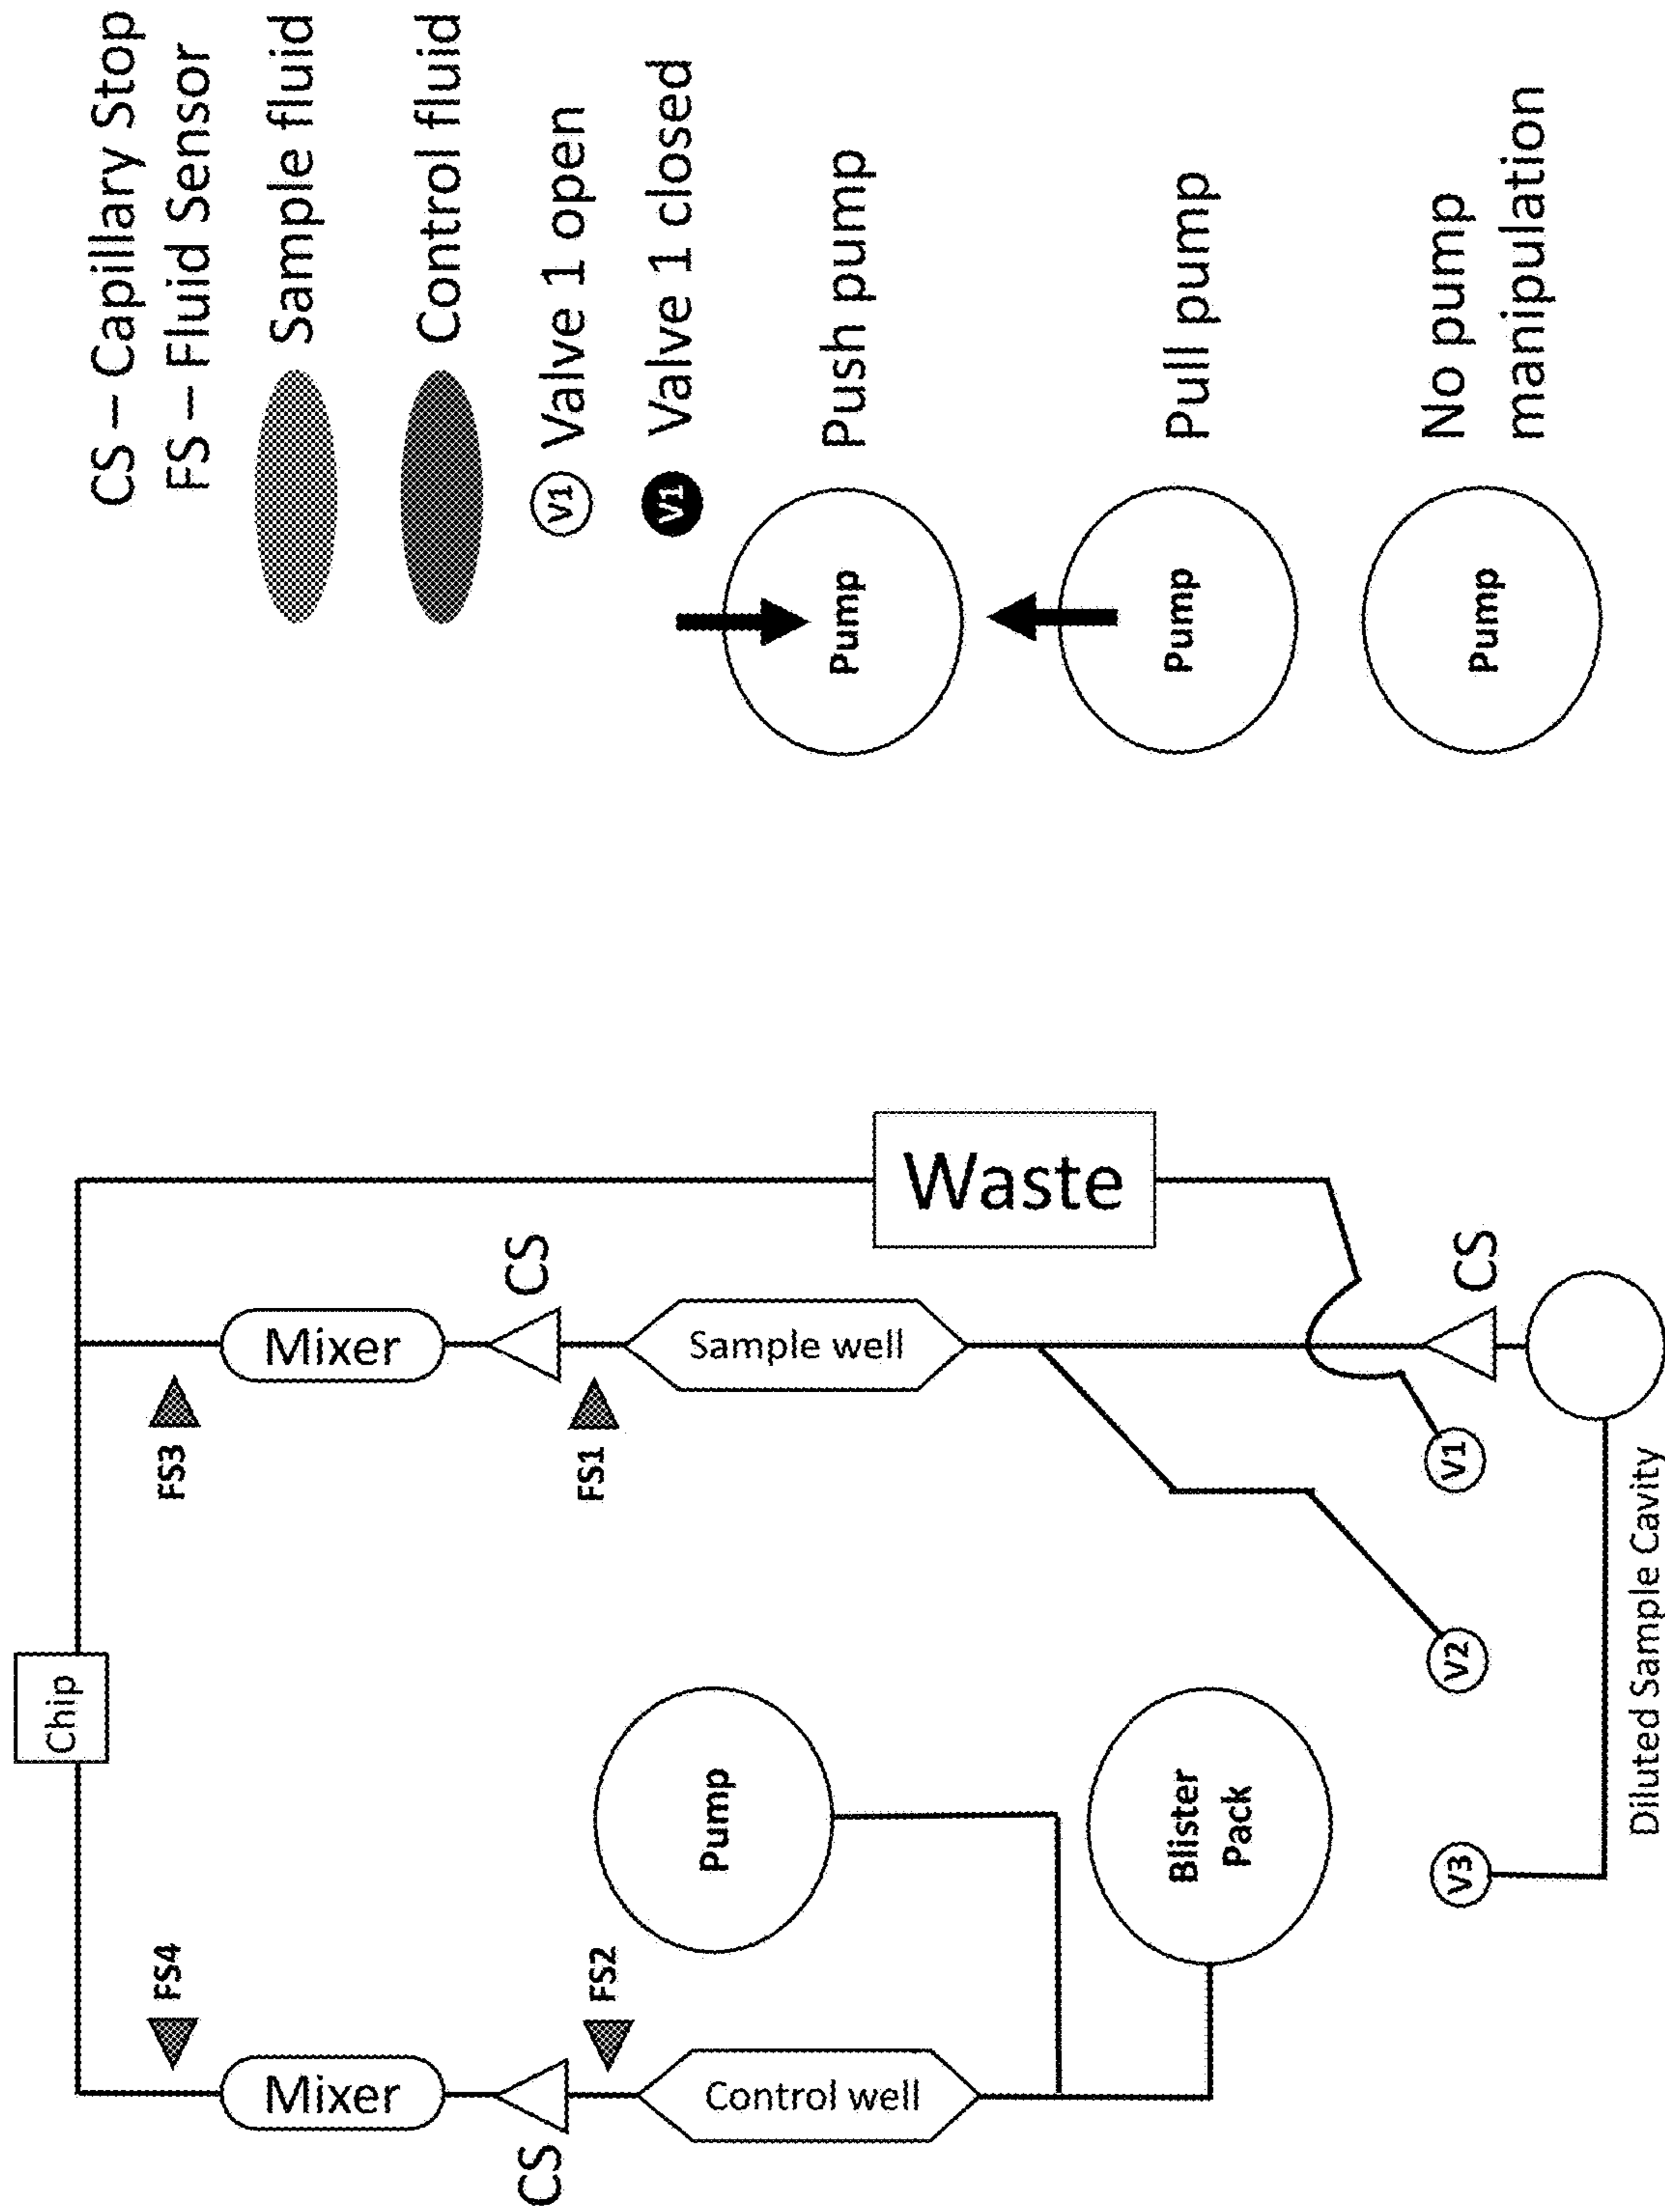 Chip
FS4
Mixer
CS
FS2
Control well
Pump
Blister
Pack
FS3
Mixer
CS
FS1
Sample well
Waste
CS
V1
V2
V3
Diluted Sample Cavity
CS – Capillary Stop
FS – Fluid Sensor
Sample fluid
Control fluid
V1 Valve 1 open
V1 Valve 1 closed
Pump Push pump
Pump Pull pump
Pump No pump
manipulation